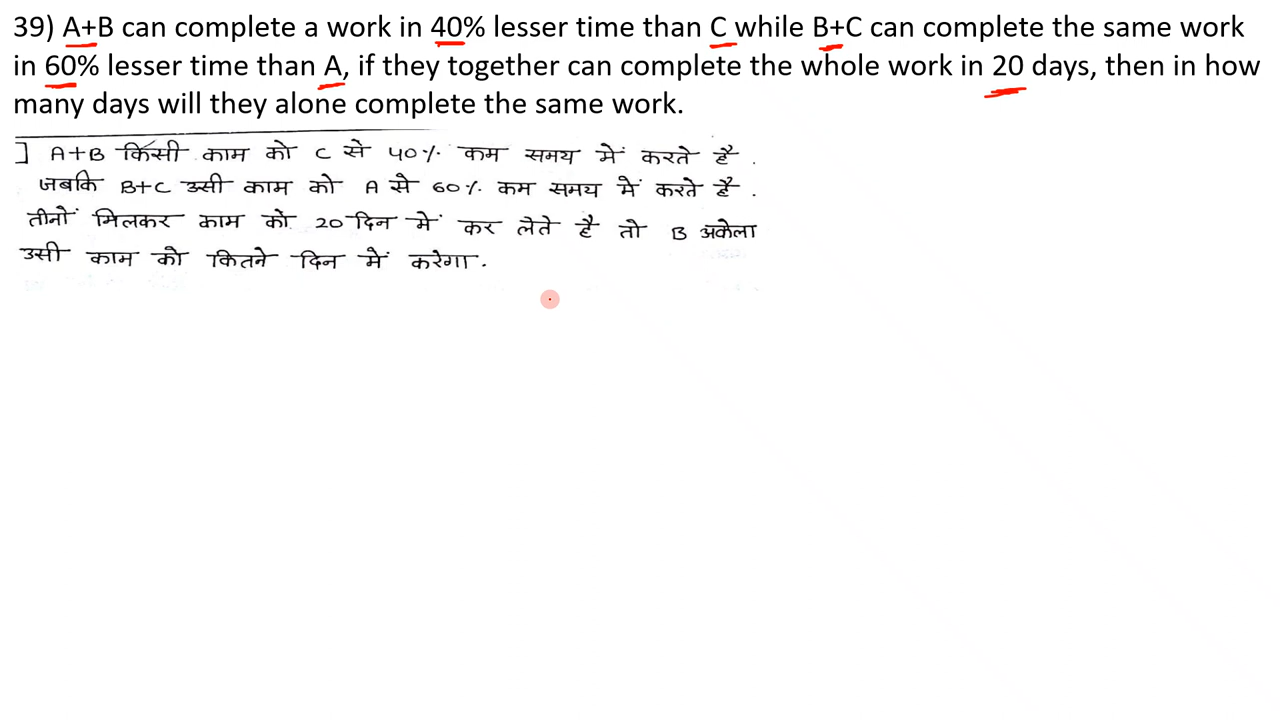 39) A+B can complete a work in 40% lesser time than C while B+C can complete the same work
in 60% lesser time than A, if they together can complete the whole work in 20 days, then in how
many days will they alone complete the same work.
] A+B किसी काम को C से 40%. कम समय में करते है.
जबकि B+C उसी काम को A से 60%. कम समय में करते है.
तीनों मिलकर काम को 20 दिन में कर लेते है तो B अकेला
उसी काम को कितने दिन में करेगा.